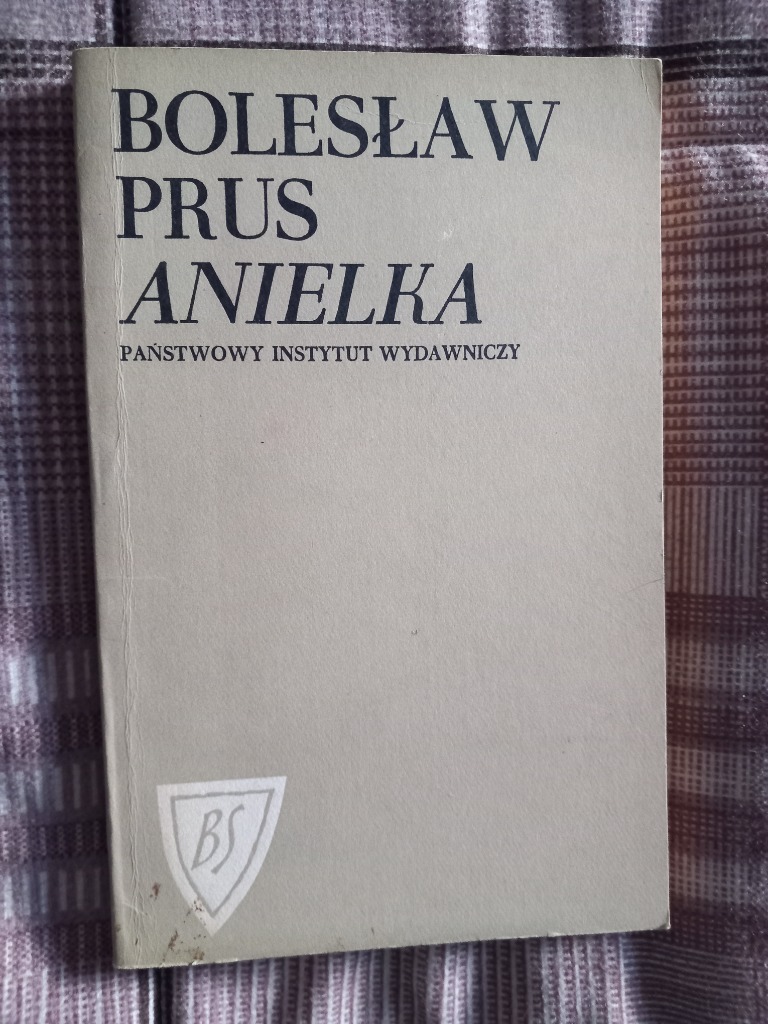 BOLESŁAW
PRUS
ANIELKA
PAŃSTWOWY INSTYTUT WYDAWNICZY
BS